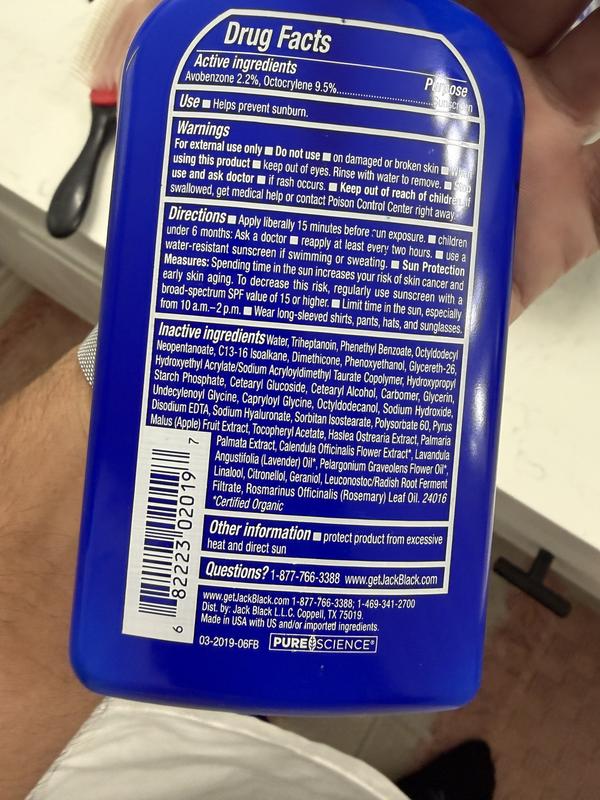 Drug Facts
Active ingredients Purpose
Avobenzone 2.2%, Octocrylene 9.5%..............................Sunscreen
Use ■ Helps prevent sunburn.
Warnings
For external use only ■ Do not use ■ on damaged or broken skin ■ When
using this product ■ keep out of eyes. Rinse with water to remove. ■ Stop
use and ask doctor ■ if rash occurs. ■ Keep out of reach of children. If
swallowed, get medical help or contact Poison Control Center right away.
Directions ■ Apply liberally 15 minutes before sun exposure. ■ children
under 6 months: Ask a doctor ■ reapply at least every two hours. ■ use a
water-resistant sunscreen if swimming or sweating. ■ Sun Protection
Measures: Spending time in the sun increases your risk of skin cancer and
early skin aging. To decrease this risk, regularly use sunscreen with a
broad-spectrum SPF value of 15 or higher. ■ Limit time in the sun, especially
from 10 a.m.–2 p.m. ■ Wear long-sleeved shirts, pants, hats, and sunglasses.
Inactive ingredients Water, Triheptanoin, Phenethyl Benzoate, Octyldodecyl
Neopentanoate, C13-16 Isoalkane, Dimethicone, Phenoxyethanol, Glycereth-26,
Hydroxyethyl Acrylate/Sodium Acryloyldimethyl Taurate Copolymer, Hydroxypropyl
Starch Phosphate, Cetearyl Glucoside, Cetearyl Alcohol, Carbomer, Glycerin,
Undecylenoyl Glycine, Capryloyl Glycine, Octyldodecanol, Sodium Hydroxide,
Disodium EDTA, Sodium Hyaluronate, Sorbitan Isostearate, Polysorbate 60, Pyrus
Malus (Apple) Fruit Extract, Tocopheryl Acetate, Haslea Ostrearia Extract, Palmaria
Palmata Extract, Calendula Officinalis Flower Extract*, Lavandula
Angustifolia (Lavender) Oil*, Pelargonium Graveolens Flower Oil*,
Linalool, Citronellol, Geraniol, Leuconostoc/Radish Root Ferment
Filtrate, Rosmarinus Officinalis (Rosemary) Leaf Oil. 24016
*Certified Organic
6 82223 02019 7
Other information ■ protect product from excessive
heat and direct sun
Questions? 1-877-766-3388 www.getJackBlack.com
www.getJackBlack.com 1-877-766-3388; 1-469-341-2700
Dist. by: Jack Black L.L.C. Coppell, TX 75019.
Made in USA with US and/or imported ingredients.
03-2019-06FB PURE SCIENCE®